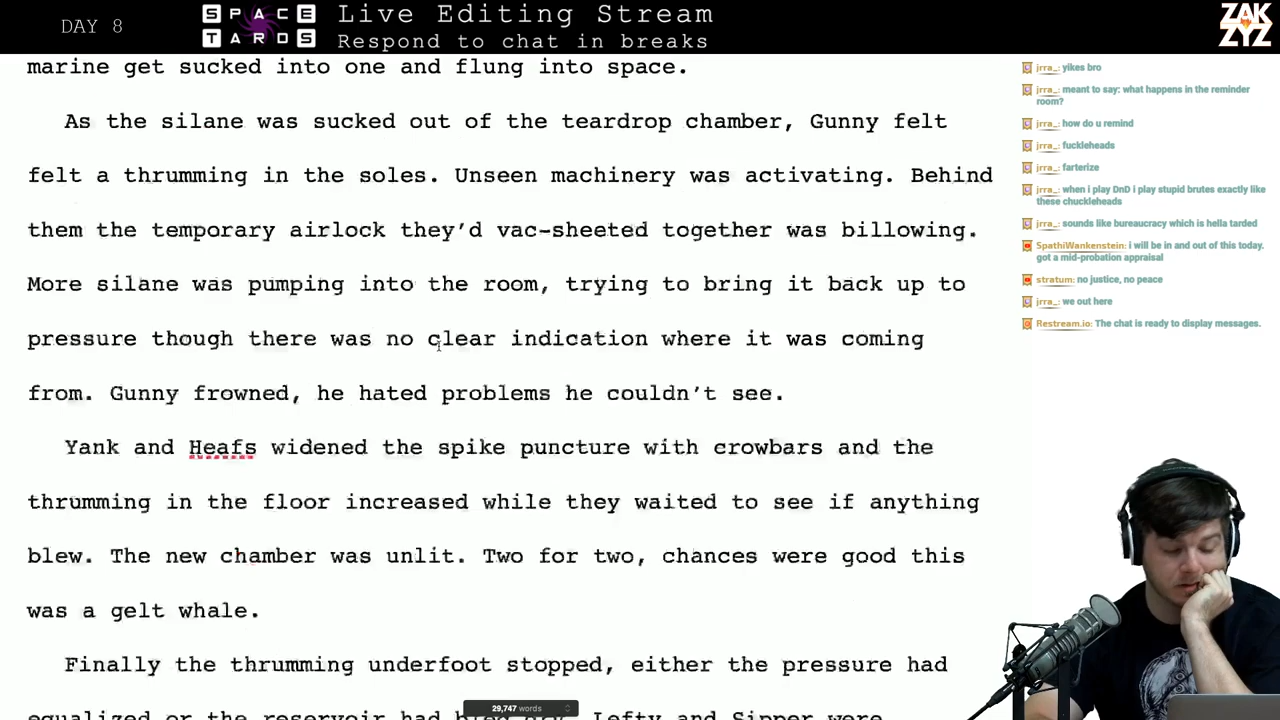 DAY 8
SPACE
TARDS
Live Editing Stream
Respond to chat in breaks
ZAK
ZYZ
marine get sucked into one and flung into space.
As the silane was sucked out of the teardrop chamber, Gunny felt
felt a thrumming in the soles. Unseen machinery was activating. Behind
them the temporary airlock they’d vac-sheeted together was billowing.
More silane was pumping into the room, trying to bring it back up to
pressure though there was no clear indication where it was coming
from. Gunny frowned, he hated problems he couldn’t see.
Yank and Heafs widened the spike puncture with crowbars and the
thrumming in the floor increased while they waited to see if anything
blew. The new chamber was unlit. Two for two, chances were good this
was a gelt whale.
Finally the thrumming underfoot stopped, either the pressure had
equalized or the reservoir had bled dry. Lefty and Sipper were
29,747 words
jrra_: yikes bro
jrra_: meant to say: what happens in the reminder
room?
jrra_: how do u remind
jrra_: fuckleheads
jrra_: farterize
jrra_: when i play DnD i play stupid brutes exactly like
these chuckleheads
jrra_: sounds like bureaucracy which is hella tarded
SpathiWankenstein: i will be in and out of this today.
got a mid-probation appraisal
stratum: no justice, no peace
jrra_: we out here
Restream.io: The chat is ready to display messages.